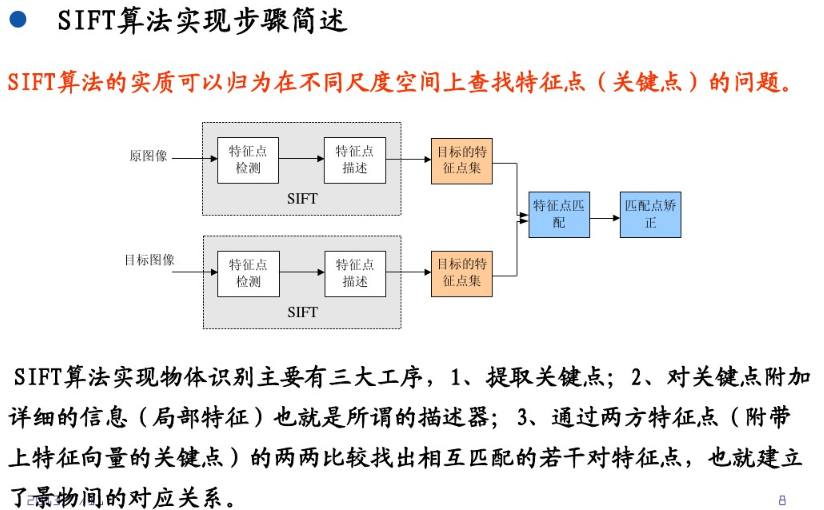 SIFT算法实现步骤简述
SIFT算法的实质可以归为在不同尺度空间上查找特征点（关键点）的问题。
原图像
特征点
检测
特征点
描述
SIFT
目标的特
征点集
特征点匹
配
匹配点矫
正
目标图像
特征点
检测
特征点
描述
SIFT
目标的特
征点集
SIFT算法实现物体识别主要有三大工序，1、提取关键点；2、对关键点附加
详细的信息（局部特征）也就是所谓的描述器；3、通过两方特征点（附带
上特征向量的关键点）的两两比较找出相互匹配的若干对特征点，也就建立
了景物间的对应关系。
8